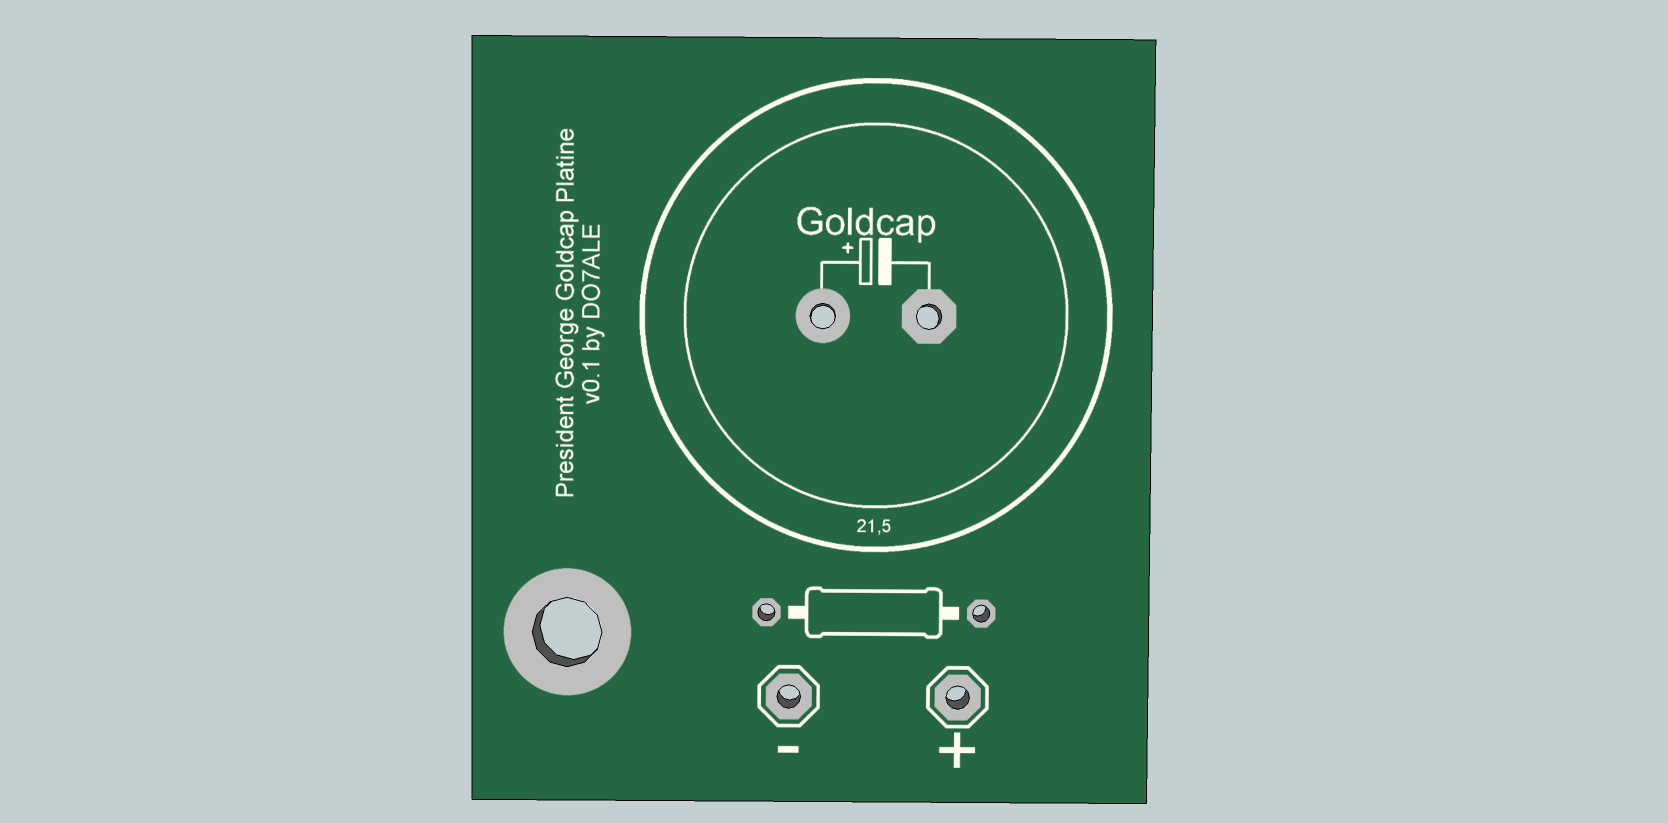 President George Goldcap Platine
v0.1 by DO7ALE
Goldcap
+
21,5
- +